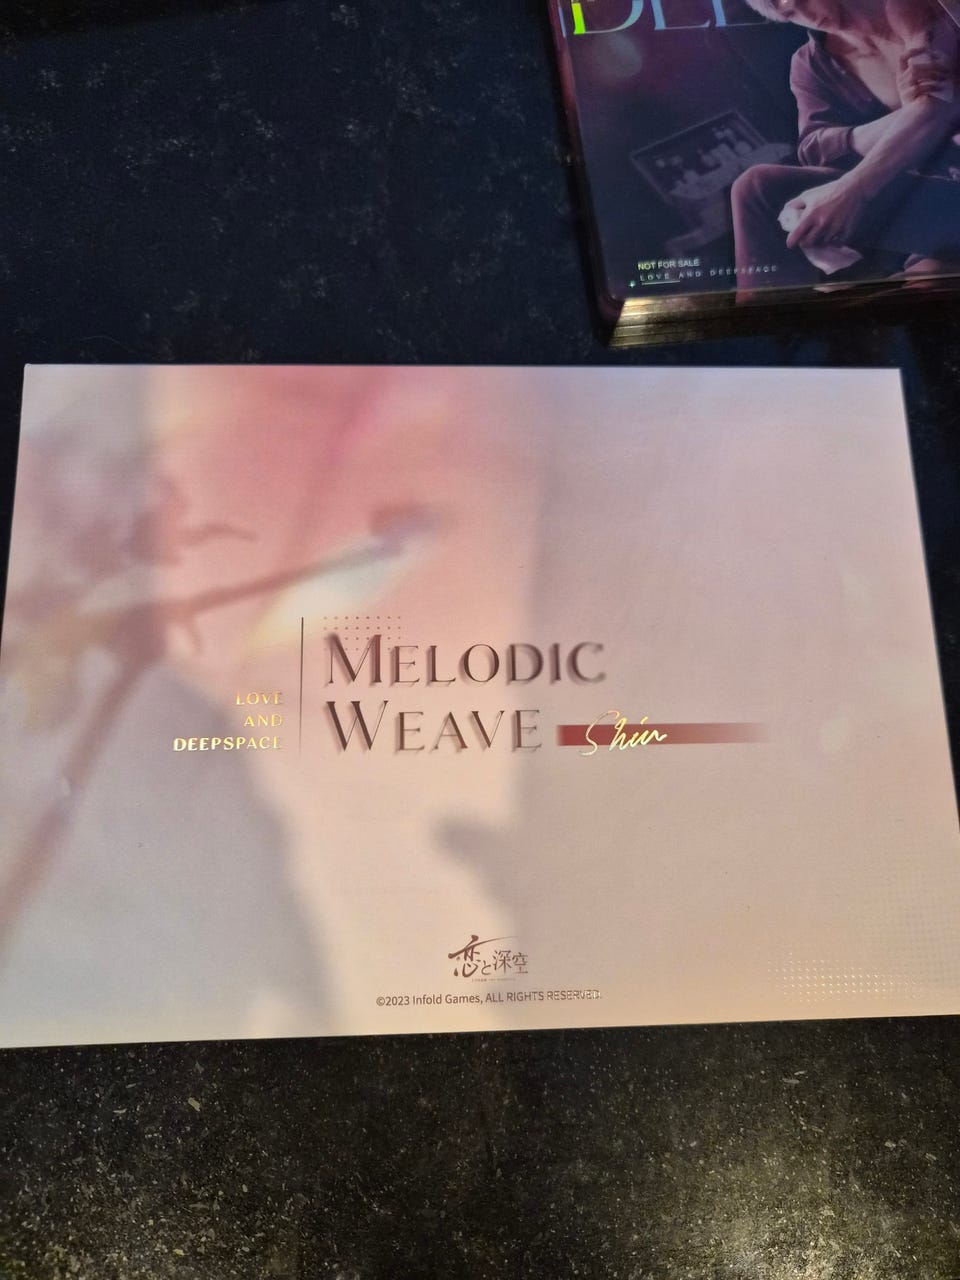 DEE
NOT FOR SALE
LOVE AND DEEPSPACE
LOVE
AND
DEEPSPACE
MELODIC
WEAVE
Shin
恋と深空
©2023 Infold Games, ALL RIGHTS RESERVED.